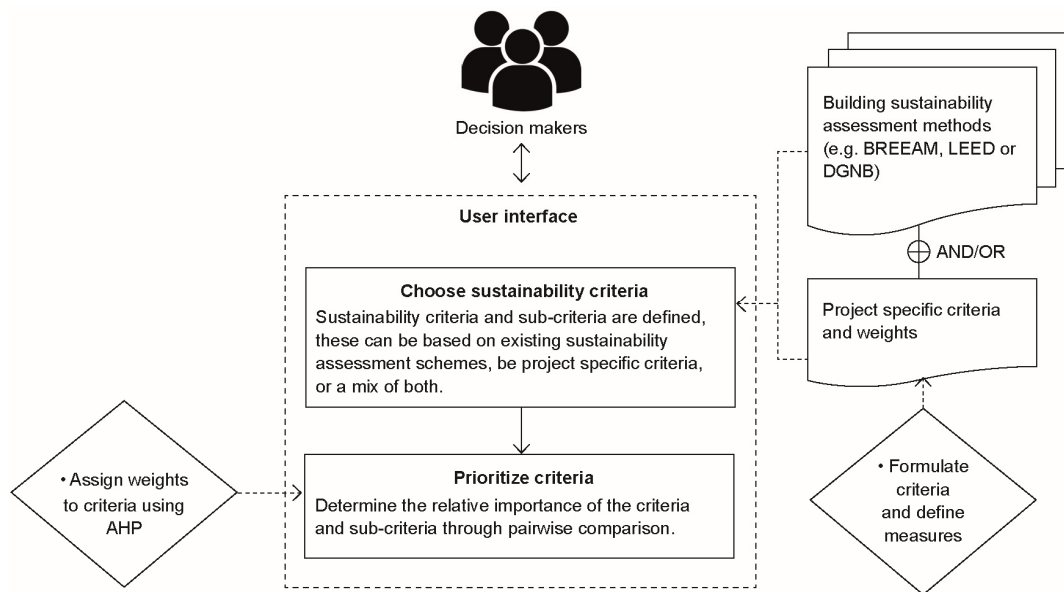 Decision makers
User interface
Choose sustainability criteria
Sustainability criteria and sub-criteria are defined,
these can be based on existing sustainability
assessment schemes, be project specific criteria,
or a mix of both.
Prioritize criteria
Determine the relative importance of the criteria
and sub-criteria through pairwise comparison.
• Assign weights
to criteria using
AHP
Building sustainability
assessment methods
(e.g. BREEAM, LEED or
DGNB)
AND/OR
Project specific criteria
and weights
• Formulate
criteria
and define
measures